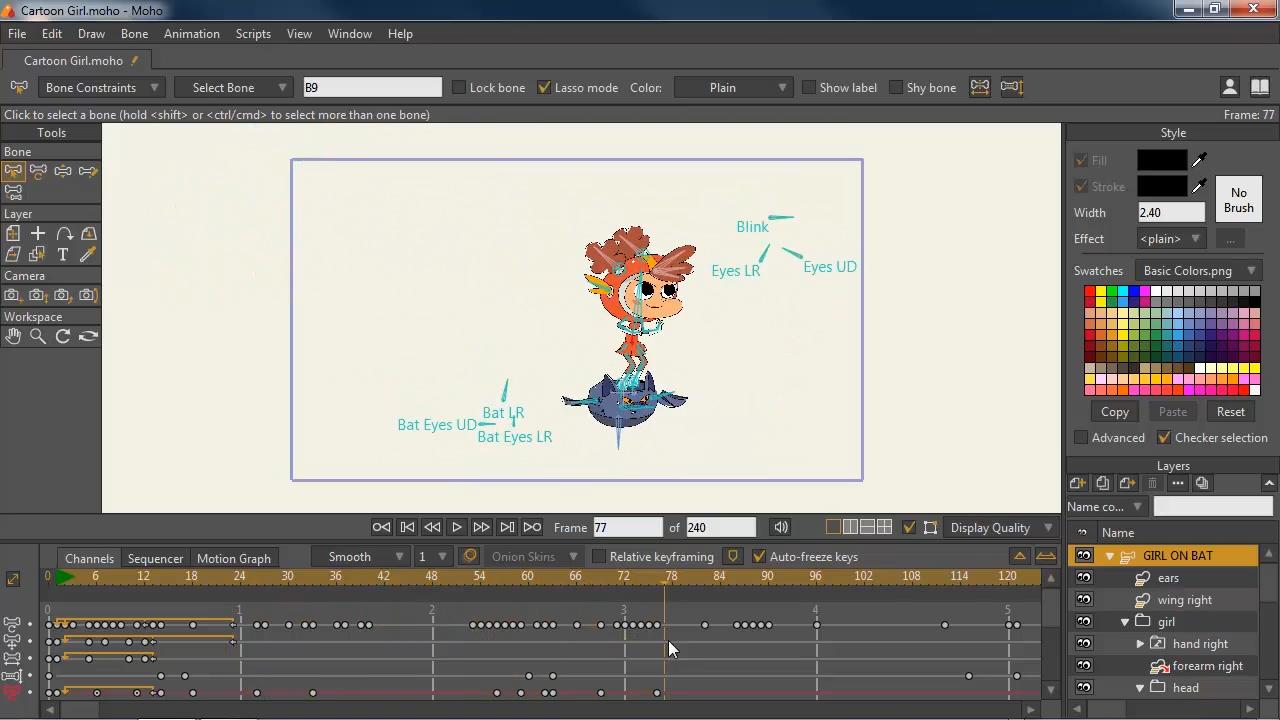 Cartoon Girl.moho - Moho
File Edit Draw Bone Animation Scripts View Window Help
Cartoon Girl.moho
Bone Constraints Select Bone B9 Lock bone Lasso mode Color: Plain Show label Shy bone
Click to select a bone (hold <shift> or <ctrl/cmd> to select more than one bone) Frame: 77
Tools Style
Bone
Fill
Stroke
No
Brush
Width 2.40
Effect <plain> ...
Layer
Camera
Workspace
Swatches Basic Colors.png
Copy Paste Reset
Advanced Checker selection
Blink
Eyes LR Eyes UD
Bat LR
Bat Eyes UD
Bat Eyes LR
Layers
Name co...
Name
GIRL ON BAT
ears
wing right
girl
hand right
forearm right
head
Frame 77 of 240 Display Quality
Channels Sequencer Motion Graph Smooth 1 Onion Skins Relative keyframing Auto-freeze keys
0 6 12 18 24 30 36 42 48 54 60 66 72 78 84 90 96 102 108 114 120
0 1 2 3 4 5